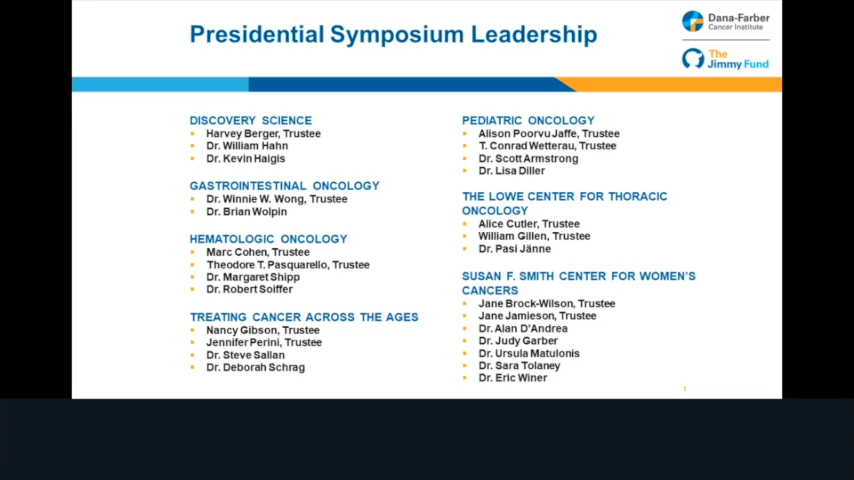 Presidential Symposium Leadership
Dana-Farber
Cancer Institute
The
Jimmy Fund
DISCOVERY SCIENCE
Harvey Berger, Trustee
Dr. William Hahn
Dr. Kevin Haigis
GASTROINTESTINAL ONCOLOGY
Dr. Winnie W. Wong, Trustee
Dr. Brian Wolpin
HEMATOLOGIC ONCOLOGY
Marc Cohen, Trustee
Theodore T. Pasquarello, Trustee
Dr. Margaret Shipp
Dr. Robert Soiffer
TREATING CANCER ACROSS THE AGES
Nancy Gibson, Trustee
Jennifer Perini, Trustee
Dr. Steve Sallan
Dr. Deborah Schrag
PEDIATRIC ONCOLOGY
Alison Poorvu Jaffe, Trustee
T. Conrad Wetterau, Trustee
Dr. Scott Armstrong
Dr. Lisa Diller
THE LOWE CENTER FOR THORACIC
ONCOLOGY
Alice Cutler, Trustee
William Gillen, Trustee
Dr. Pasi Jänne
SUSAN F. SMITH CENTER FOR WOMEN'S
CANCERS
Jane Brock-Wilson, Trustee
Jane Jamieson, Trustee
Dr. Alan D'Andrea
Dr. Judy Garber
Dr. Ursula Matulonis
Dr. Sara Tolaney
Dr. Eric Winer
1